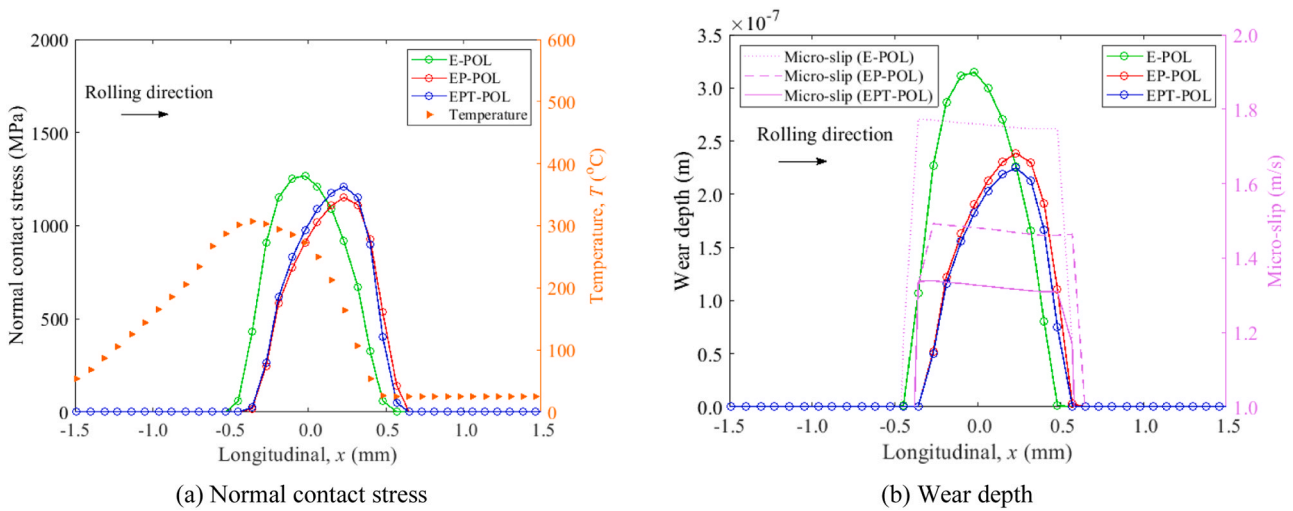 2000
1500
1000
500
0
Normal contact stress (MPa)
-1.5
-1.0
-0.5
0.0
0.5
1.0
1.5
Longitudinal, x (mm)
600
500
400
300
200
100
0
Temperature, T (°C)
E-POL
EP-POL
EPT-POL
Temperature
Rolling direction
(a) Normal contact stress
×10⁻⁷
3.5
3.0
2.5
2.0
1.5
1.0
0.5
0.0
Wear depth (m)
-1.5
-1.0
-0.5
0.0
0.5
1.0
1.5
Longitudinal, x (mm)
2.0
1.8
1.6
1.4
1.2
1.0
Micro-slip (m/s)
Micro-slip (E-POL)
Micro-slip (EP-POL)
Micro-slip (EPT-POL)
E-POL
EP-POL
EPT-POL
Rolling direction
(b) Wear depth